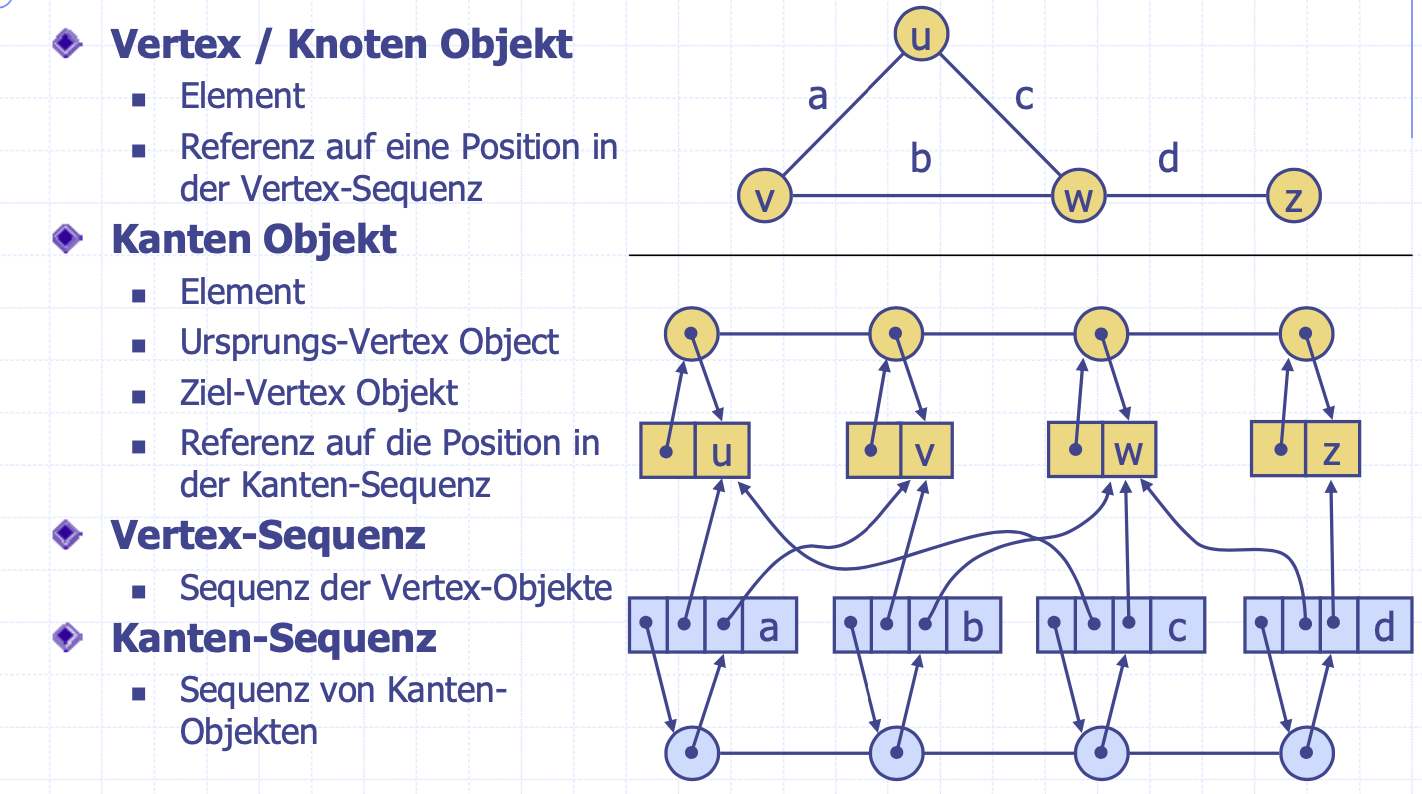 Vertex / Knoten Objekt
Element
Referenz auf eine Position in
der Vertex-Sequenz
Kanten Objekt
Element
Ursprungs-Vertex Object
Ziel-Vertex Objekt
Referenz auf die Position in
der Kanten-Sequenz
Vertex-Sequenz
Sequenz der Vertex-Objekte
Kanten-Sequenz
Sequenz von Kanten-
Objekten
u
a c
b d
v w z
u v w z
a b c d